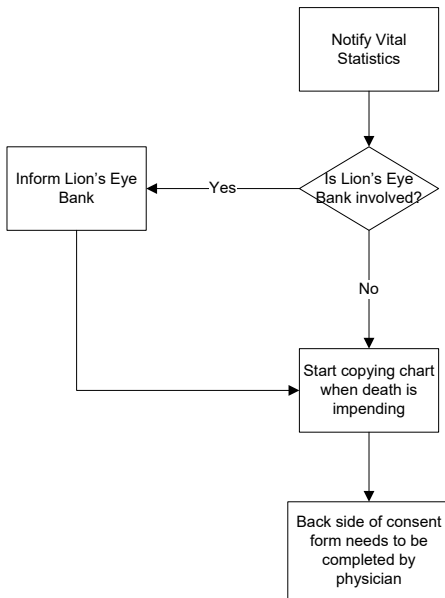 Notify Vital
Statistics
Is Lion's Eye
Bank involved?
Yes
Inform Lion's Eye
Bank
No
Start copying chart
when death is
impending
Back side of consent
form needs to be
completed by
physician